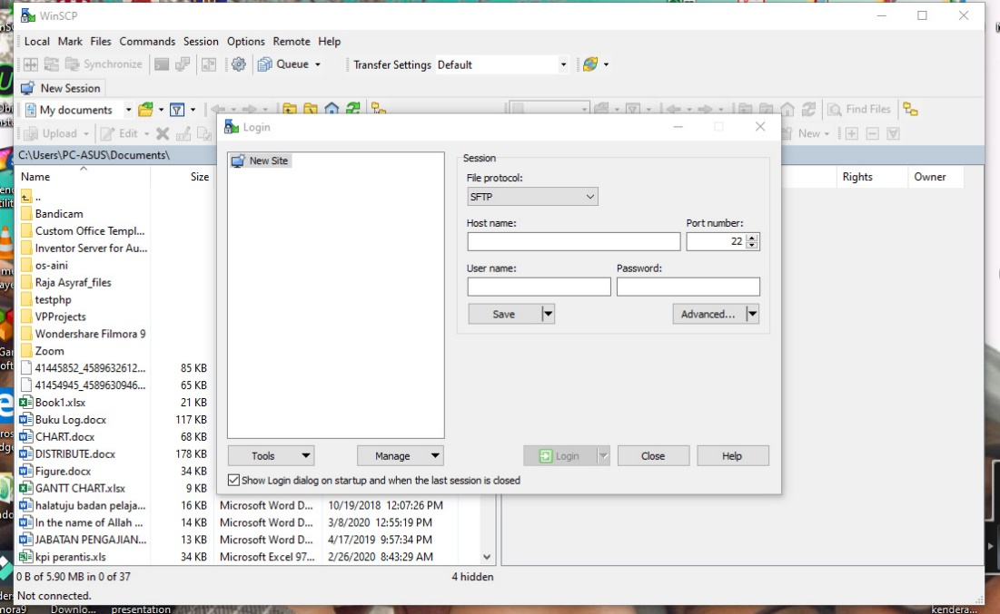 WinSCP
Local Mark Files Commands Session Options Remote Help
Synchronize Queue Transfer Settings Default
New Session
My documents Find Files
Upload Edit New
C:\Users\PC-ASUS\Documents\
Name Size Rights Owner
..
Bandicam
Custom Office Templ...
Inventor Server for Au...
os-aini
Raja Asyraf_files
testphp
VPProjects
Wondershare Filmora 9
Zoom
41445852_4589632612... 85 KB
41454945_4589630946... 65 KB
Book1.xlsx 21 KB
Buku Log.docx 117 KB
CHART.docx 68 KB
DISTRIBUTE.docx 178 KB
Figure.docx 34 KB
GANTT CHART.xlsx 9 KB
halatuju badan pelaja... 16 KB Microsoft Word D... 10/19/2018 12:07:26 PM
In the name of Allah ... 14 KB Microsoft Word D... 3/8/2020 12:55:19 PM
JABATAN PENGAJIAN... 13 KB Microsoft Word D... 4/17/2019 9:57:34 PM
kpi perantis.xls 34 KB Microsoft Excel 97... 2/26/2020 8:43:29 AM
0 B of 5.90 MB in 0 of 37 4 hidden
Not connected.
Login
New Site
Session
File protocol:
SFTP
Host name: Port number:
22
User name: Password:
Save Advanced...
Tools Manage Login Close Help
Show Login dialog on startup and when the last session is closed
Downlo... presentation kendera...